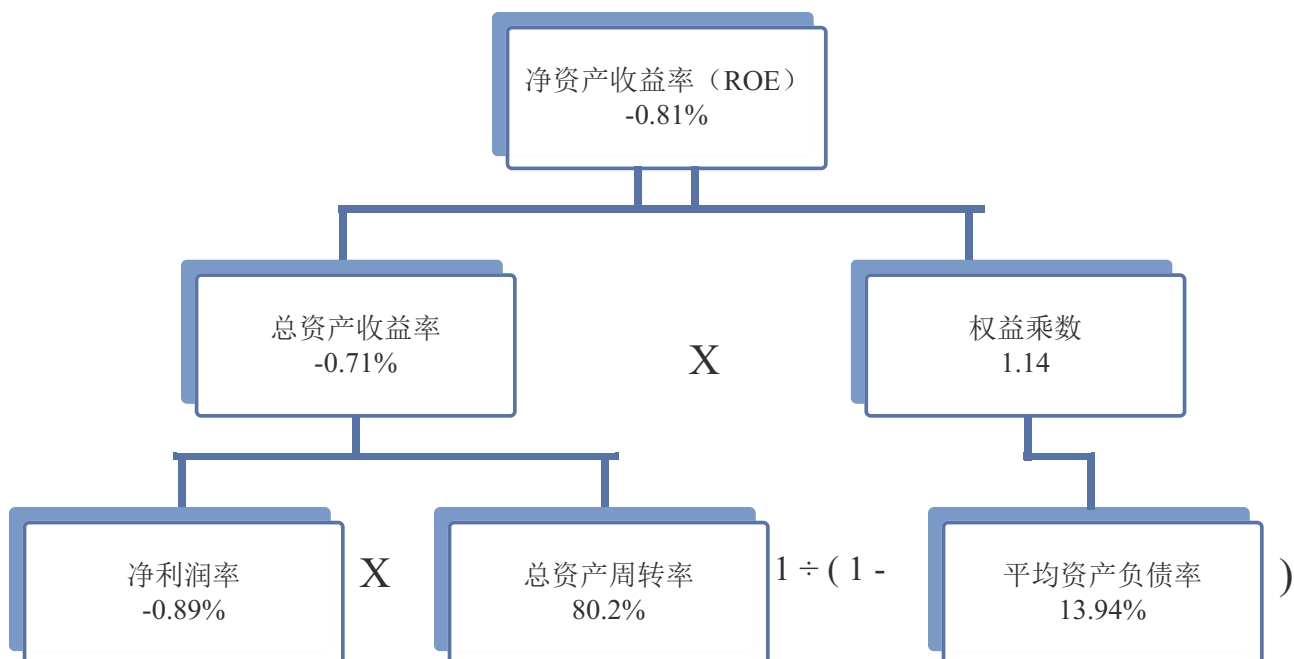 净资产收益率（ROE）
-0.81%
总资产收益率
-0.71%
X
权益乘数
1.14
净利润率
-0.89%
X
总资产周转率
80.2%
1 ÷ ( 1 -
平均资产负债率
13.94%
)